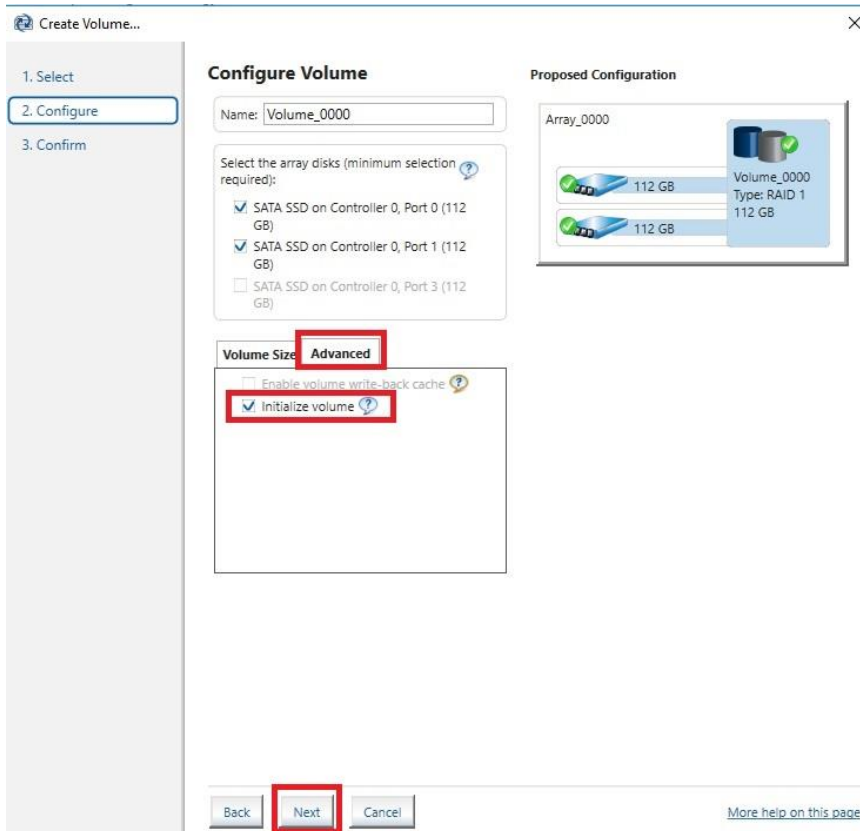 Create Volume...
1. Select
2. Configure
3. Confirm
Configure Volume
Name: Volume_0000
Select the array disks (minimum selection
required):
SATA SSD on Controller 0, Port 0 (112
GB)
SATA SSD on Controller 0, Port 1 (112
GB)
SATA SSD on Controller 0, Port 3 (112
GB)
Volume Size Advanced
Enable volume write-back cache ?
Initialize volume ?
Proposed Configuration
Array_0000
112 GB
112 GB
Volume_0000
Type: RAID 1
112 GB
Back Next Cancel
More help on this page